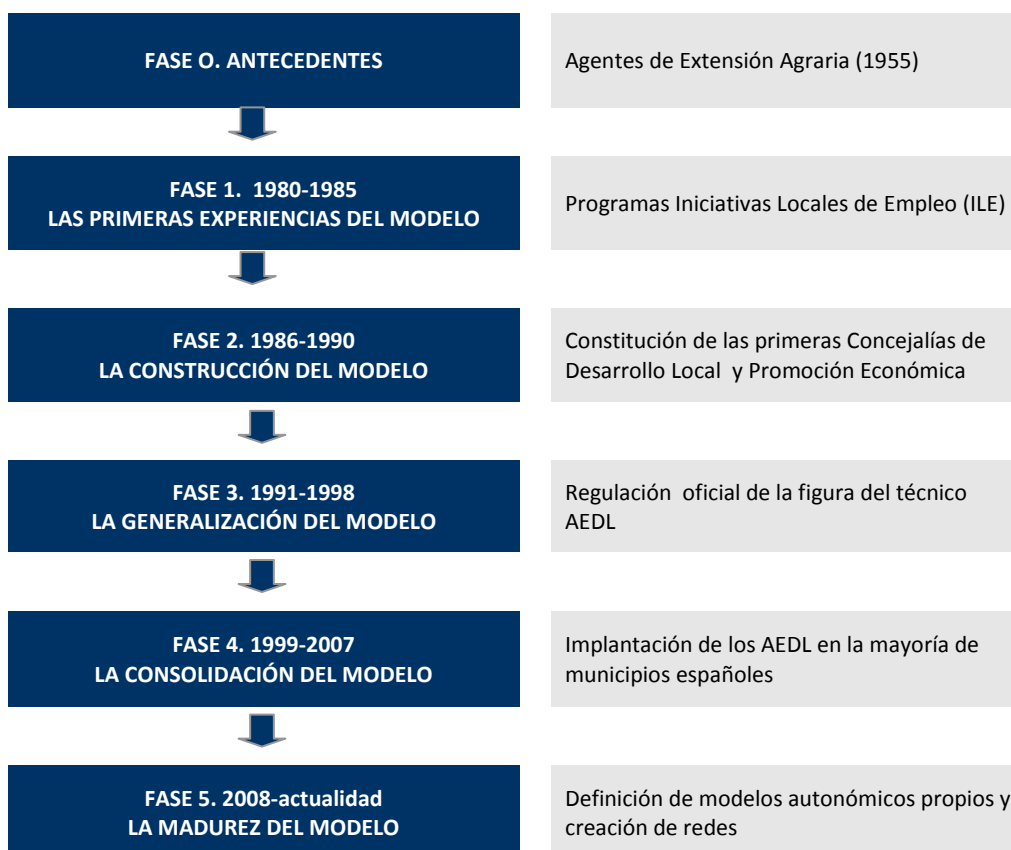 FASE O. ANTECEDENTES
Agentes de Extensión Agraria (1955)
FASE 1. 1980-1985
LAS PRIMERAS EXPERIENCIAS DEL MODELO
Programas Iniciativas Locales de Empleo (ILE)
FASE 2. 1986-1990
LA CONSTRUCCIÓN DEL MODELO
Constitución de las primeras Concejalías de
Desarrollo Local y Promoción Económica
FASE 3. 1991-1998
LA GENERALIZACIÓN DEL MODELO
Regulación oficial de la figura del técnico
AEDL
FASE 4. 1999-2007
LA CONSOLIDACIÓN DEL MODELO
Implantación de los AEDL en la mayoría de
municipios españoles
FASE 5. 2008-actualidad
LA MADUREZ DEL MODELO
Definición de modelos autonómicos propios y
creación de redes